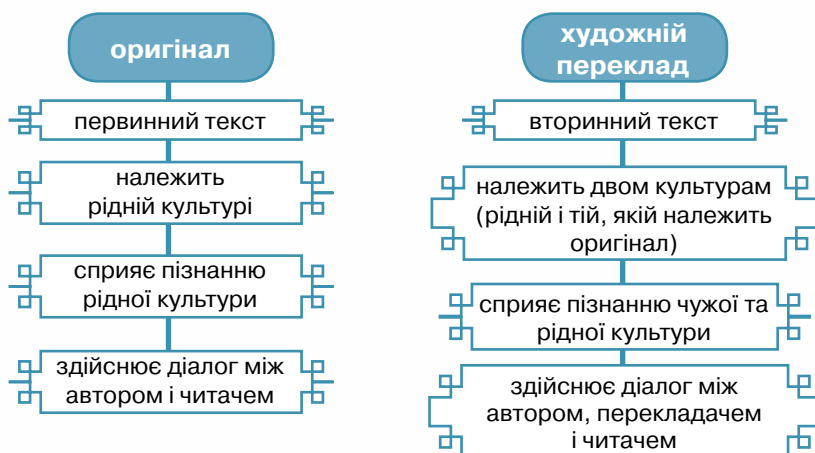 оригінал
первинний текст
належить
рідній культурі
сприяє пізнанню
рідної культури
здійснює діалог між
автором і читачем
художній
переклад
вторинний текст
належить двом культурам
(рідній і тій, якій належить
оригінал)
сприяє пізнанню чужої та
рідної культури
здійснює діалог між
автором, перекладачем
і читачем